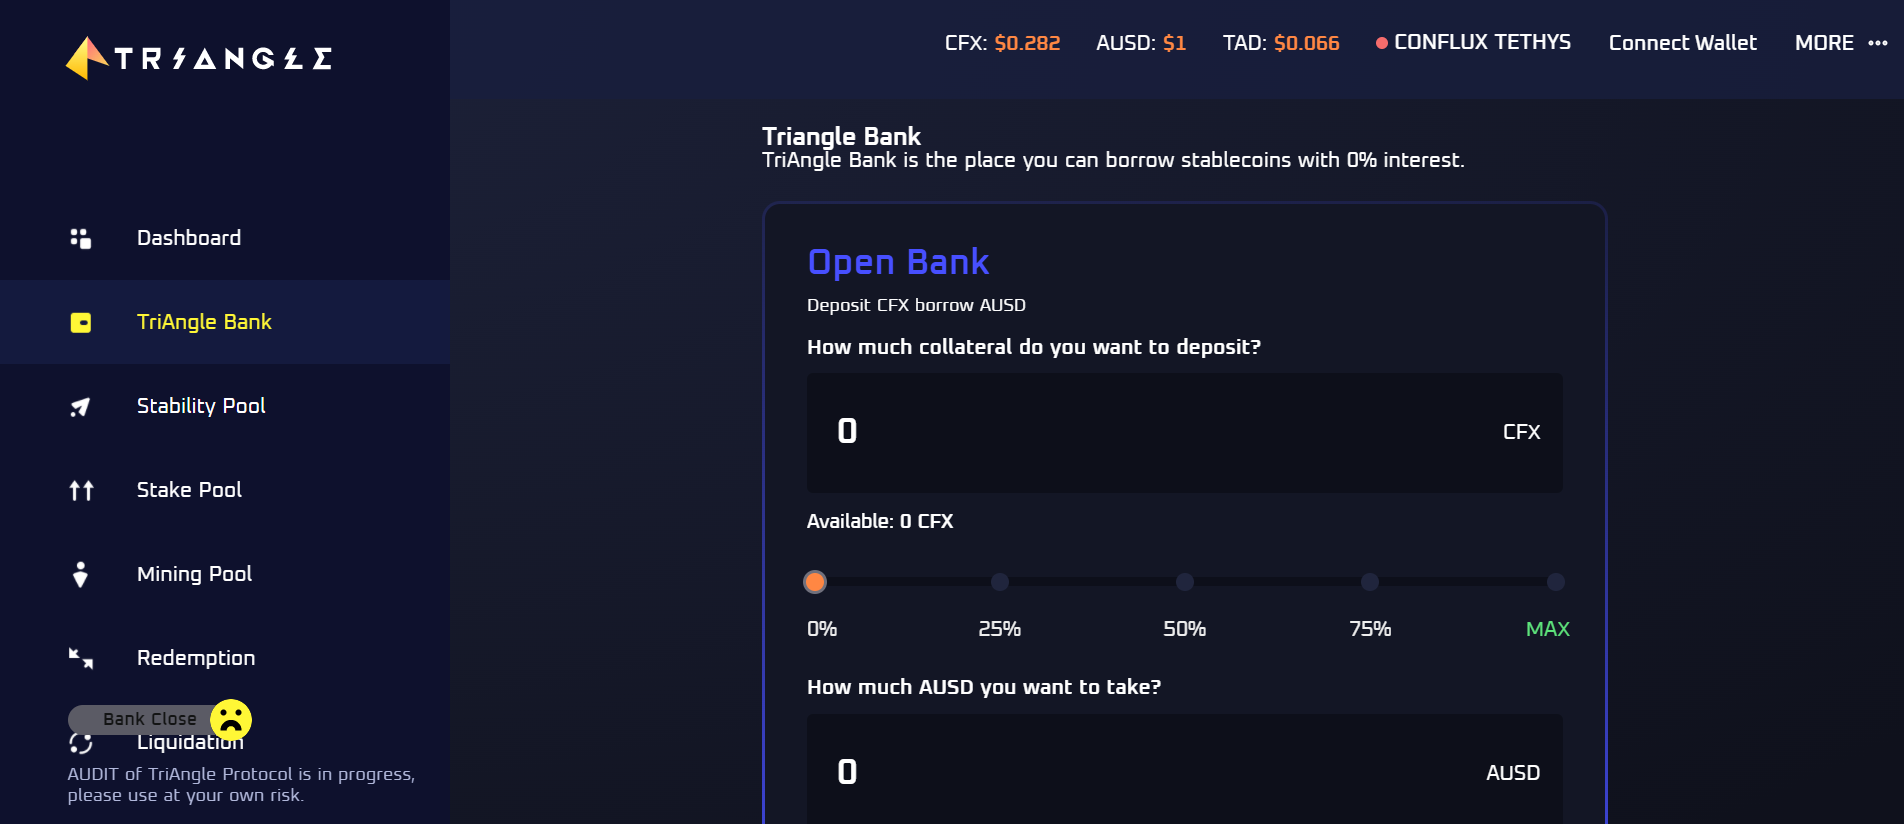 TRIANGLE
CFX: $0.282 AUSD: $1 TAD: $0.066 CONFLUX TETHYS Connect Wallet MORE
Dashboard
TriAngle Bank
Stability Pool
Stake Pool
Mining Pool
Redemption
Bank Close
Liquidation
AUDIT of TriAngle Protocol is in progress,
please use at your own risk.
Triangle Bank
TriAngle Bank is the place you can borrow stablecoins with 0% interest.
Open Bank
Deposit CFX borrow AUSD
How much collateral do you want to deposit?
0 CFX
Available: 0 CFX
0% 25% 50% 75% MAX
How much AUSD you want to take?
0 AUSD